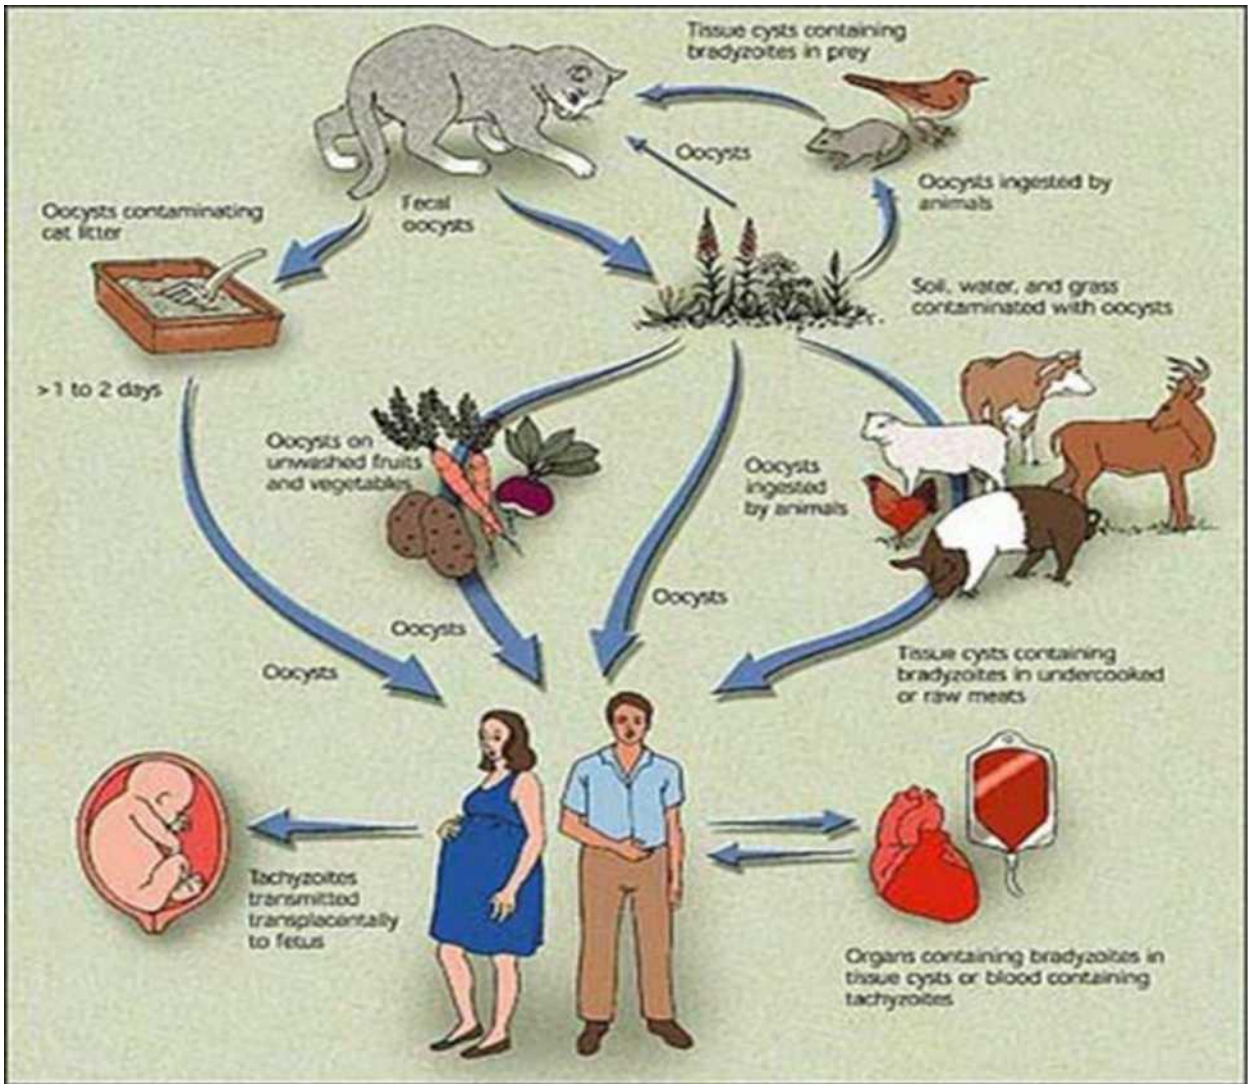 Tissue cysts containing
bradyzoites in prey
Oocysts
Oocysts ingested by
animals
Oocysts contaminating
cat litter
Fecal
oocysts
Soil, water, and grass
contaminated with oocysts
>1 to 2 days
Oocysts on
unwashed fruits
and vegetables
Oocysts
ingested
by animals
Oocysts
Oocysts
Oocysts
Tissue cysts containing
bradyzoites in undercooked
or raw meats
Tachyzoites
transmitted
transplacentally
to fetus
Organs containing bradyzoites in
tissue cysts or blood containing
tachyzoites